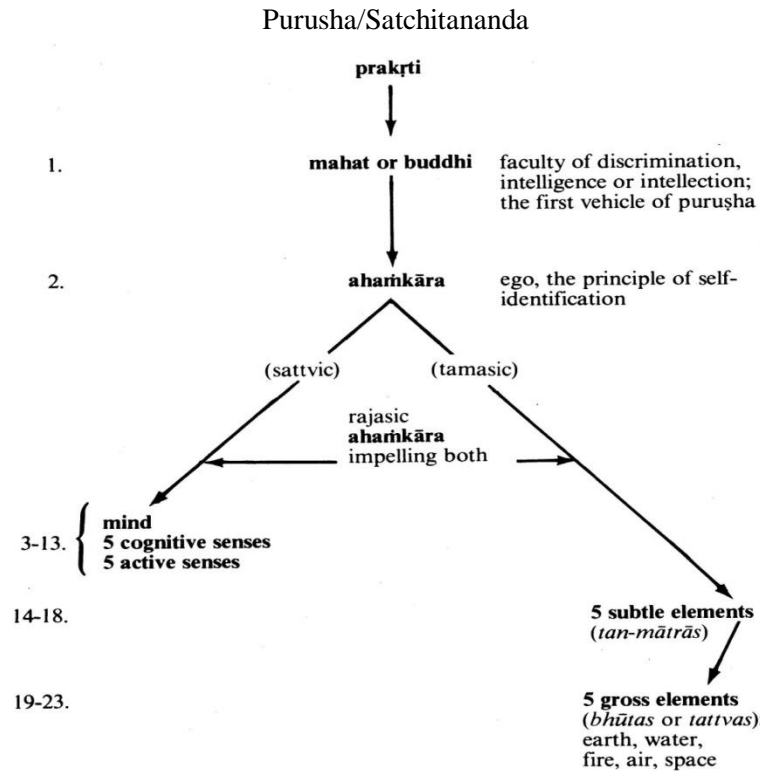 Purusha/Satchitananda
prakṛti
1. mahat or buddhi faculty of discrimination,
intelligence or intellection;
the first vehicle of puruṣha
2. ahaṁkāra ego, the principle of self-
identification
(sattvic) (tamasic)
rajasic
ahaṁkāra
impelling both
mind
3-13. 5 cognitive senses
5 active senses
14-18. 5 subtle elements
(tan-mātrās)
19-23. 5 gross elements
(bhūtas or tattvas)
earth, water,
fire, air, space